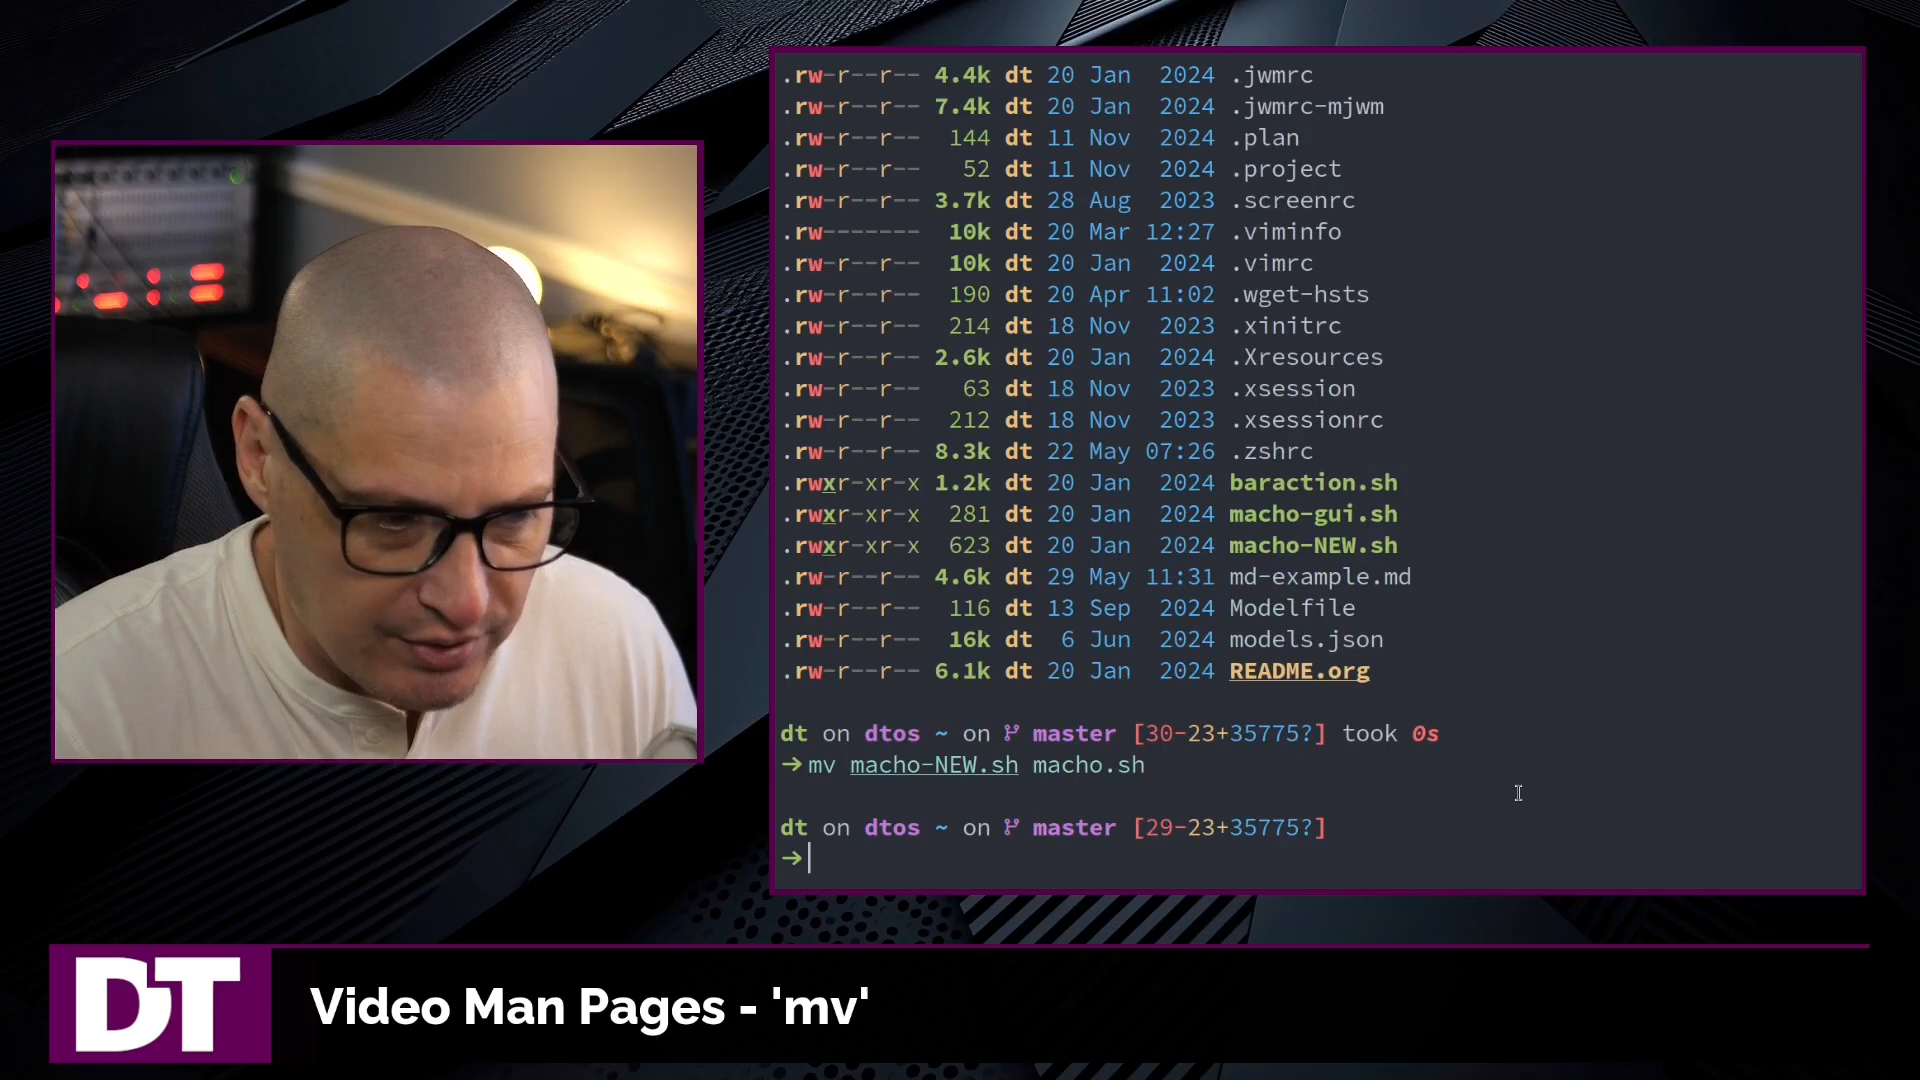 .rw-r--r-- 4.4k dt 20 Jan  2024 .jwmrc
.rw-r--r-- 7.4k dt 20 Jan  2024 .jwmrc-mjwm
.rw-r--r--  144 dt 11 Nov  2024 .plan
.rw-r--r--   52 dt 11 Nov  2024 .project
.rw-r--r-- 3.7k dt 28 Aug  2023 .screenrc
.rw-------  10k dt 20 Mar 12:27 .viminfo
.rw-r--r--  10k dt 20 Jan  2024 .vimrc
.rw-r--r--  190 dt 20 Apr 11:02 .wget-hsts
.rw-r--r--  214 dt 18 Nov  2023 .xinitrc
.rw-r--r-- 2.6k dt 20 Jan  2024 .Xresources
.rw-r--r--   63 dt 18 Nov  2023 .xsession
.rw-r--r--  212 dt 18 Nov  2023 .xsessionrc
.rw-r--r-- 8.3k dt 22 May 07:26 .zshrc
.rwxr-xr-x 1.2k dt 20 Jan  2024 baraction.sh
.rwxr-xr-x  281 dt 20 Jan  2024 macho-gui.sh
.rwxr-xr-x  623 dt 20 Jan  2024 macho-NEW.sh
.rw-r--r-- 4.6k dt 29 May 11:31 md-example.md
.rw-r--r--  116 dt 13 Sep  2024 Modelfile
.rw-r--r--  16k dt  6 Jun  2024 models.json
.rw-r--r-- 6.1k dt 20 Jan  2024 README.org
dt on dtos ~ on master [30-23+35775?] took 0s
→ mv macho-NEW.sh macho.sh
dt on dtos ~ on master [29-23+35775?]
→
DT
Video Man Pages - 'mv'